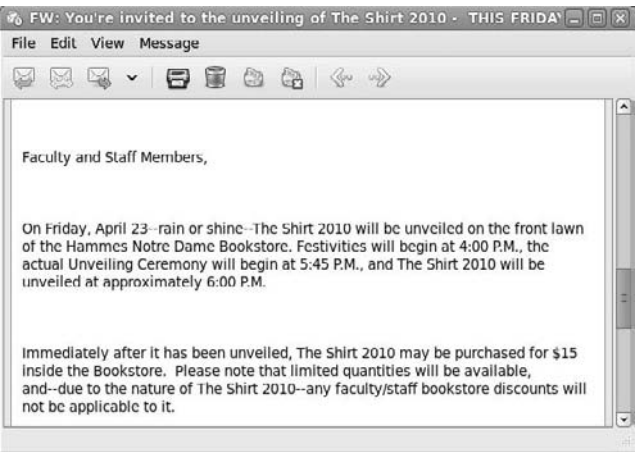 FW: You're invited to the unveiling of The Shirt 2010 - THIS FRIDA
File Edit View Message
Faculty and Staff Members,
On Friday, April 23--rain or shine--The Shirt 2010 will be unveiled on the front lawn
of the Hammes Notre Dame Bookstore. Festivities will begin at 4:00 P.M., the
actual Unveiling Ceremony will begin at 5:45 P.M., and The Shirt 2010 will be
unveiled at approximately 6:00 P.M.
Immediately after it has been unveiled, The Shirt 2010 may be purchased for $15
inside the Bookstore. Please note that limited quantities will be available,
and--due to the nature of The Shirt 2010--any faculty/staff bookstore discounts will
not be applicable to it.